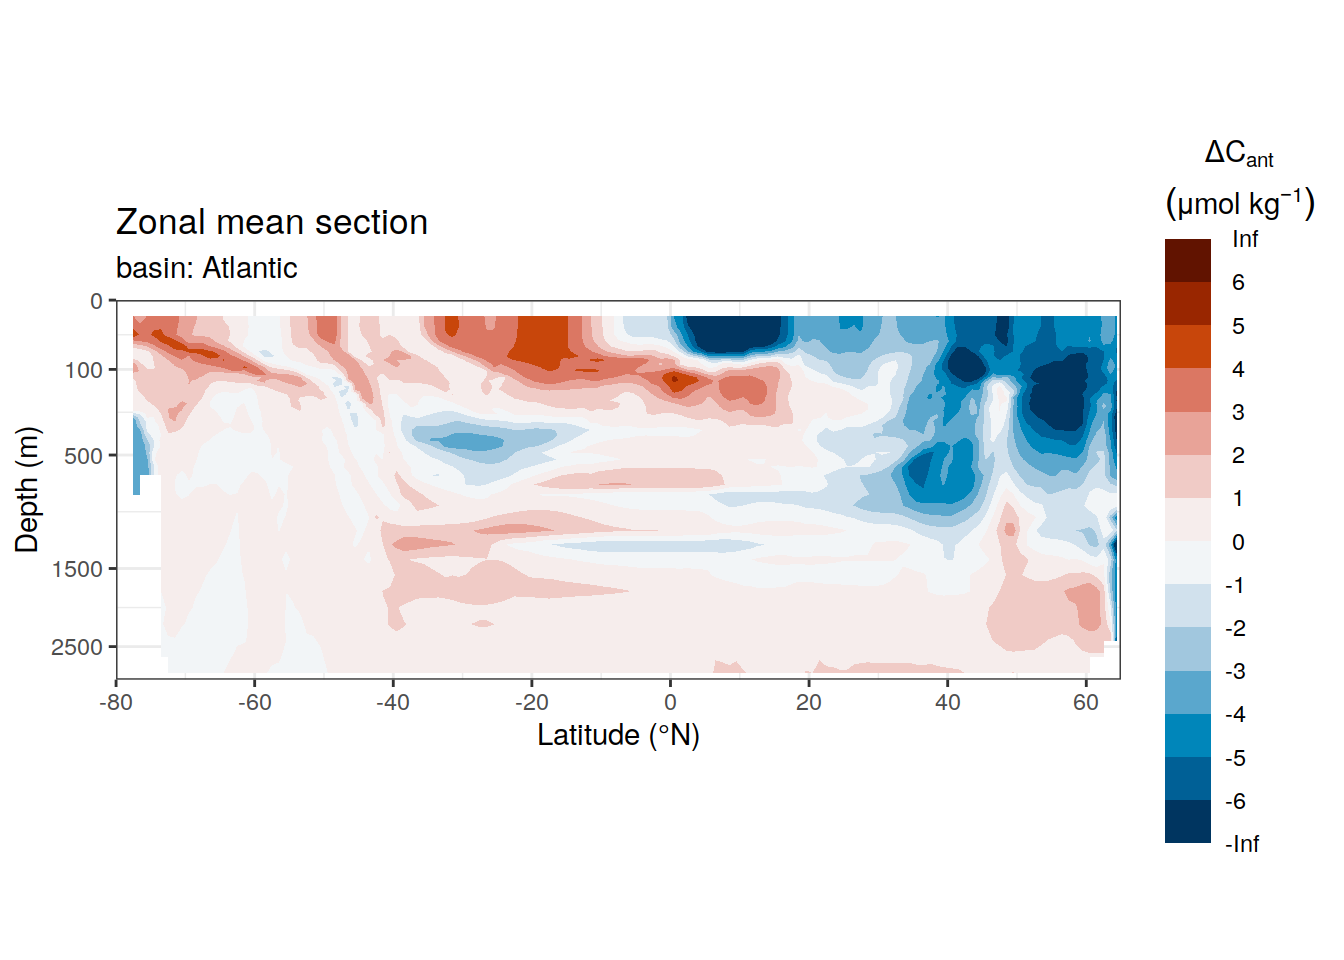 Zonal mean section
basin: Atlantic
ΔC_ant
(μmol kg⁻¹)
Inf
6
5
4
3
2
1
0
-1
-2
-3
-4
-5
-6
-Inf
Depth (m)
0
100
500
1500
2500
-80 -60 -40 -20 0 20 40 60
Latitude (°N)